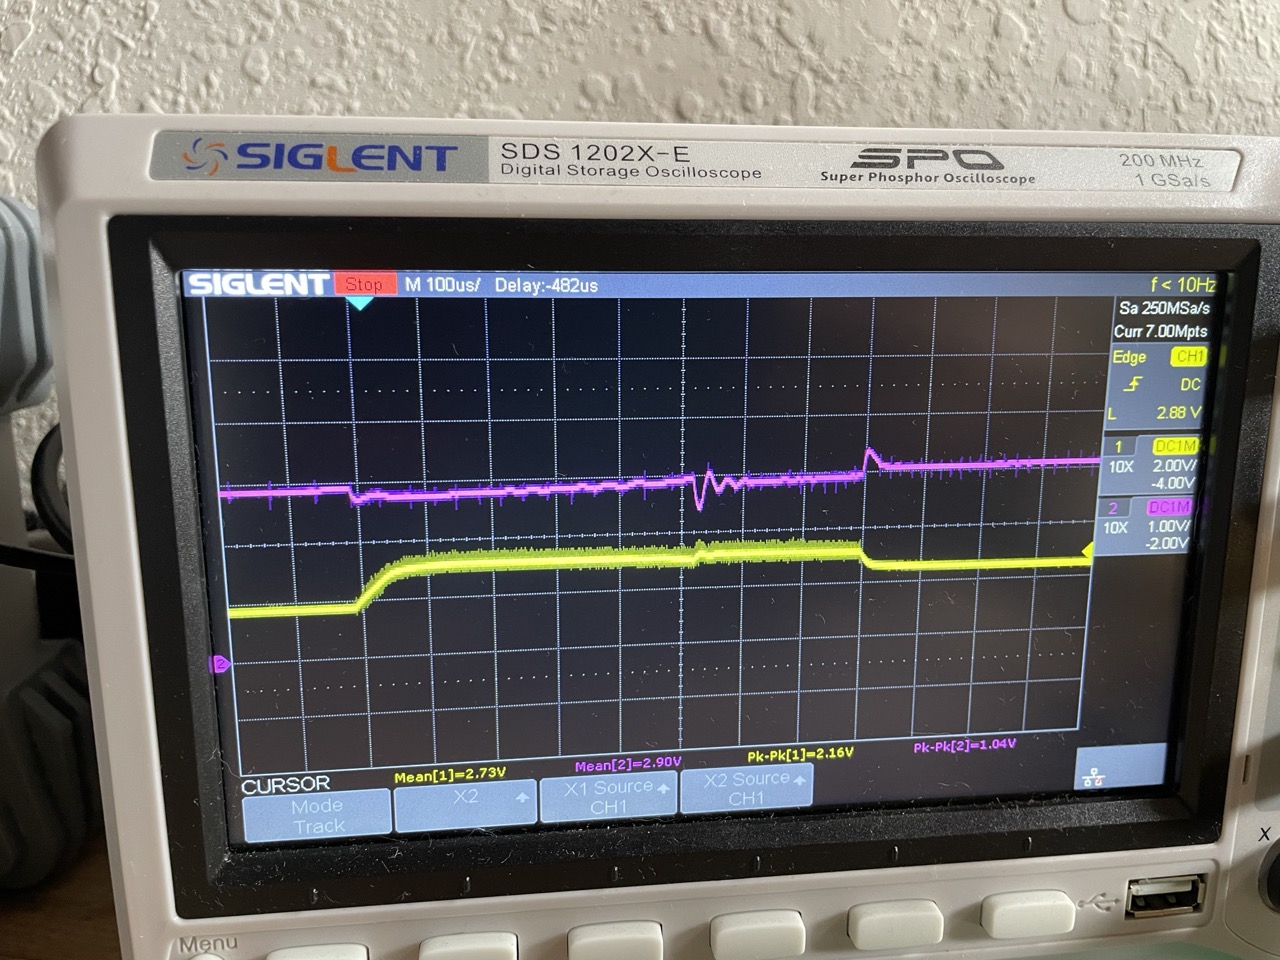 SIGLENT
SDS 1202X-E
Digital Storage Oscilloscope
SPO
Super Phosphor Oscilloscope
200 MHz
1 GSa/s
SIGLENT Stop M 100us/ Delay:-482us f < 10Hz
Sa 250MSa/s
Curr 7.00Mpts
Edge CH1
DC
L 2.88 V
1 DC1M
10X 2.00V/
-4.00V
2 DC1M
10X 1.00V/
-2.00V
2
CURSOR Mean[1]=2.73V Mean[2]=2.90V Pk-Pk[1]=2.16V Pk-Pk[2]=1.04V
Mode
Track
X2
X1 Source
CH1
X2 Source
CH1
Menu
X